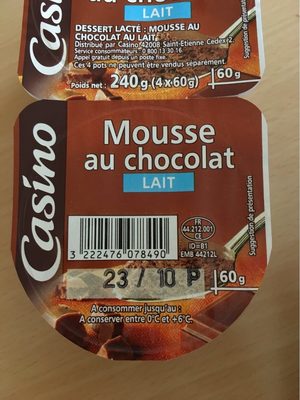 au cho
LAIT
DESSERT LACTÉ : MOUSSE AU
CHOCOLAT AU LAIT.
Distribué par Casino 42008 Saint-Etienne Cedex 2.
Service consommateurs : 0 800 13 30 16
Appel gratuit depuis un poste fixe.
Ces 4 pots ne peuvent être vendus séparément.
Poids net : 240g (4x60g)
60g
Suggestion de présentation
Casino
Casino
Mousse
au chocolat
LAIT
FR
44.212.001
CE
ID=B1
EMB 44212L
3 222476 078490
23 / 10 P
60g
Suggestion de présentation
A consommer jusqu'au :
A conserver entre 0°C et +6°C.